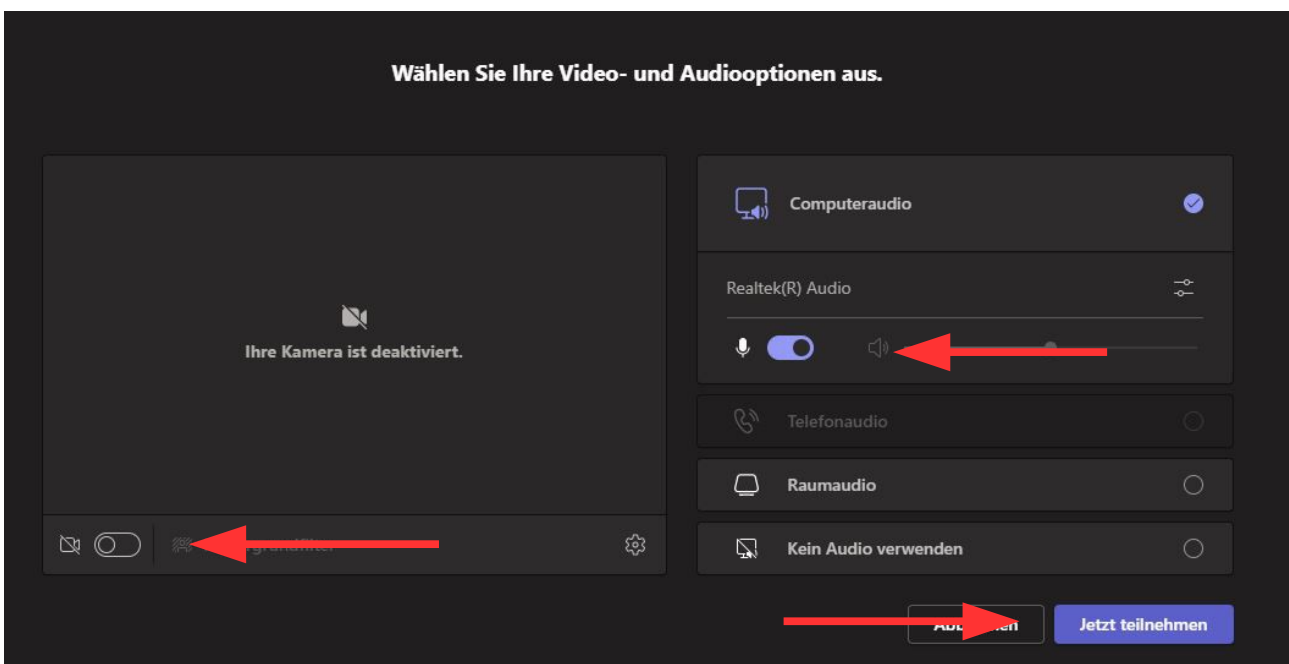 Wählen Sie Ihre Video- und Audiooptionen aus.
Ihre Kamera ist deaktiviert.
Computeraudio
Realtek(R) Audio
Telefonaudio
Raumaudio
Kein Audio verwenden
Jetzt teilnehmen